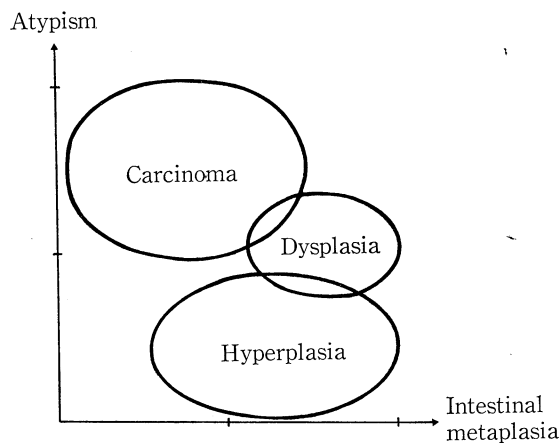 Atypism
Carcinoma
Dysplasia
Hyperplasia
Intestinal
metaplasia